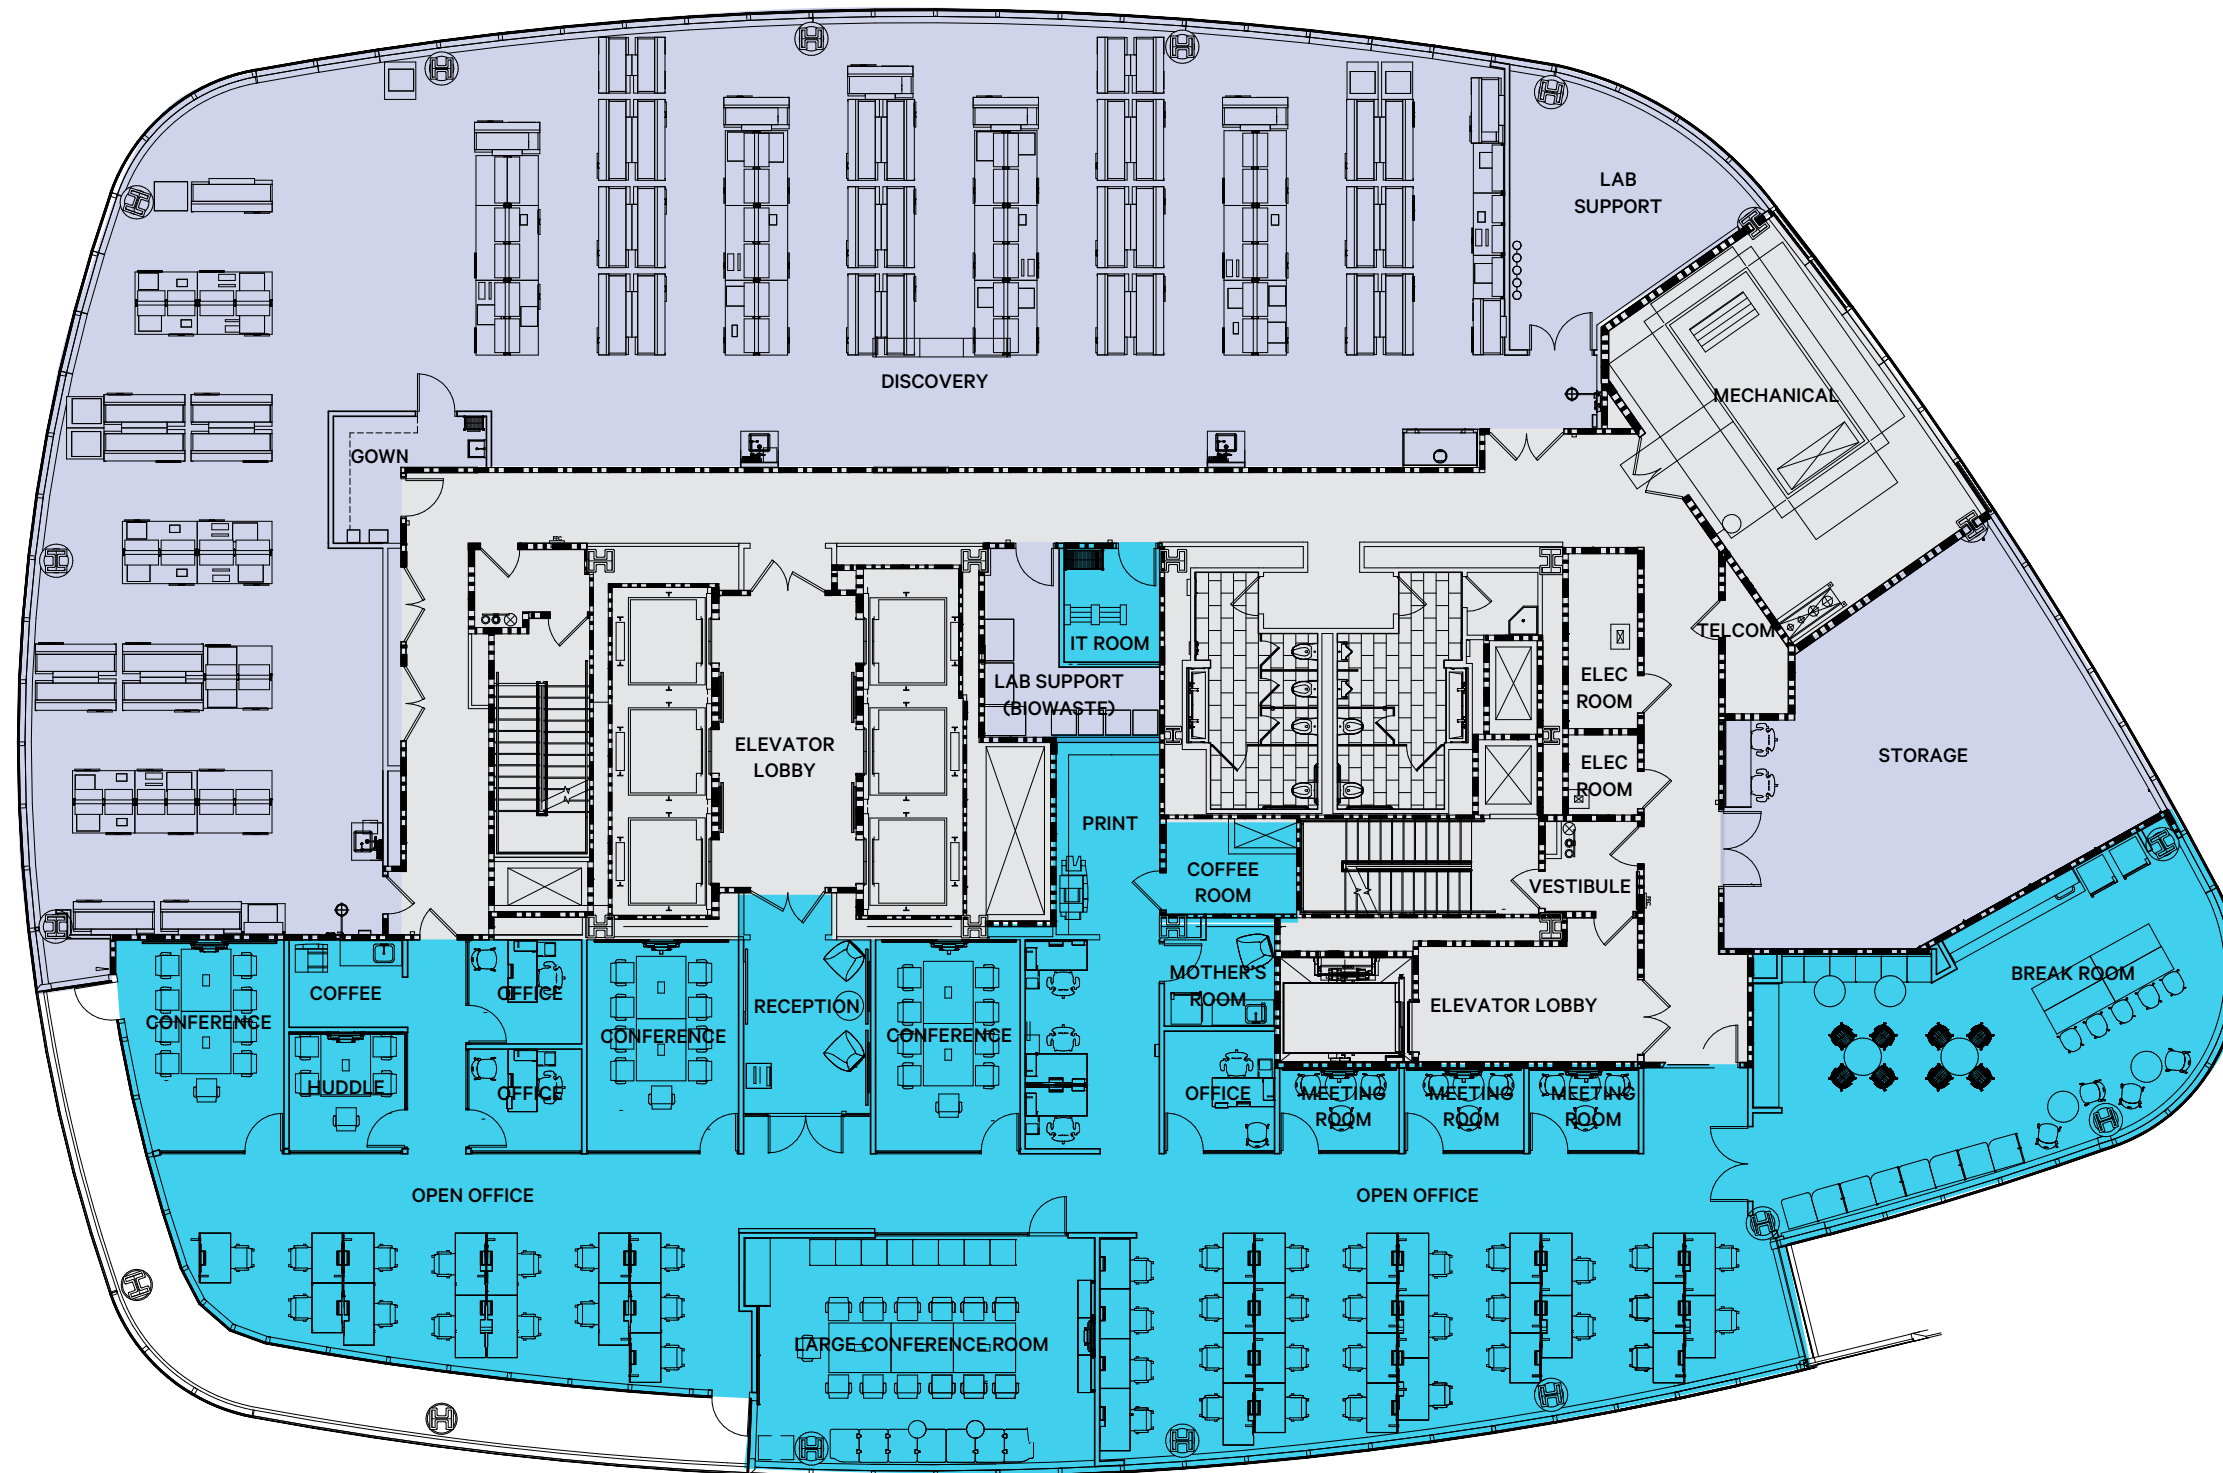 LAB
SUPPORT
DISCOVERY
MECHANICAL
GOWN
TELCOM
IT ROOM
LAB SUPPORT
(BIOWASTE)
ELEC
ROOM
ELEVATOR
LOBBY
STORAGE
ELEC
ROOM
PRINT
COFFEE
ROOM
VESTIBULE
MOTHER'S
ROOM
BREAK ROOM
COFFEE
OFFICE
RECEPTION
ELEVATOR LOBBY
CONFERENCE
CONFERENCE
CONFERENCE
HUDDLE
OFFICE
OFFICE
MEETING
ROOM
MEETING
ROOM
MEETING
ROOM
OPEN OFFICE
OPEN OFFICE
LARGE CONFERENCE ROOM